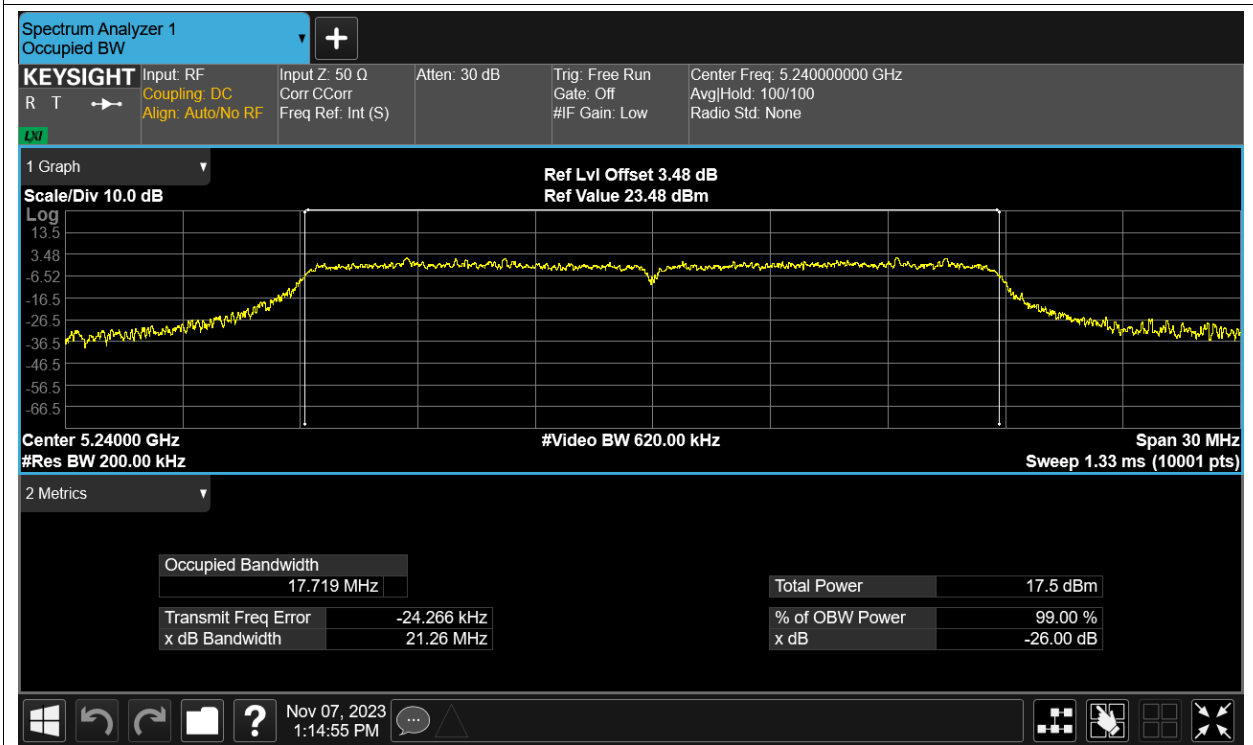 Spectrum Analyzer 1
Occupied BW
KEYSIGHT
R T
LXI
Input: RF
Coupling: DC
Align: Auto/No RF
Input Z: 50 Ω
Corr CCorr
Freq Ref: Int (S)
Atten: 30 dB
Trig: Free Run
Gate: Off
#IF Gain: Low
Center Freq: 5.240000000 GHz
Avg|Hold: 100/100
Radio Std: None
1 Graph
Scale/Div 10.0 dB
Ref Lvl Offset 3.48 dB
Ref Value 23.48 dBm
Log
13.5
3.48
-6.52
-16.5
-26.5
-36.5
-46.5
-56.5
-66.5
Center 5.24000 GHz
#Video BW 620.00 kHz
Span 30 MHz
#Res BW 200.00 kHz
Sweep 1.33 ms (10001 pts)
2 Metrics
Occupied Bandwidth
17.719 MHz
Total Power 17.5 dBm
Transmit Freq Error -24.266 kHz
% of OBW Power 99.00 %
x dB Bandwidth 21.26 MHz
x dB -26.00 dB
?
Nov 07, 2023
1:14:55 PM